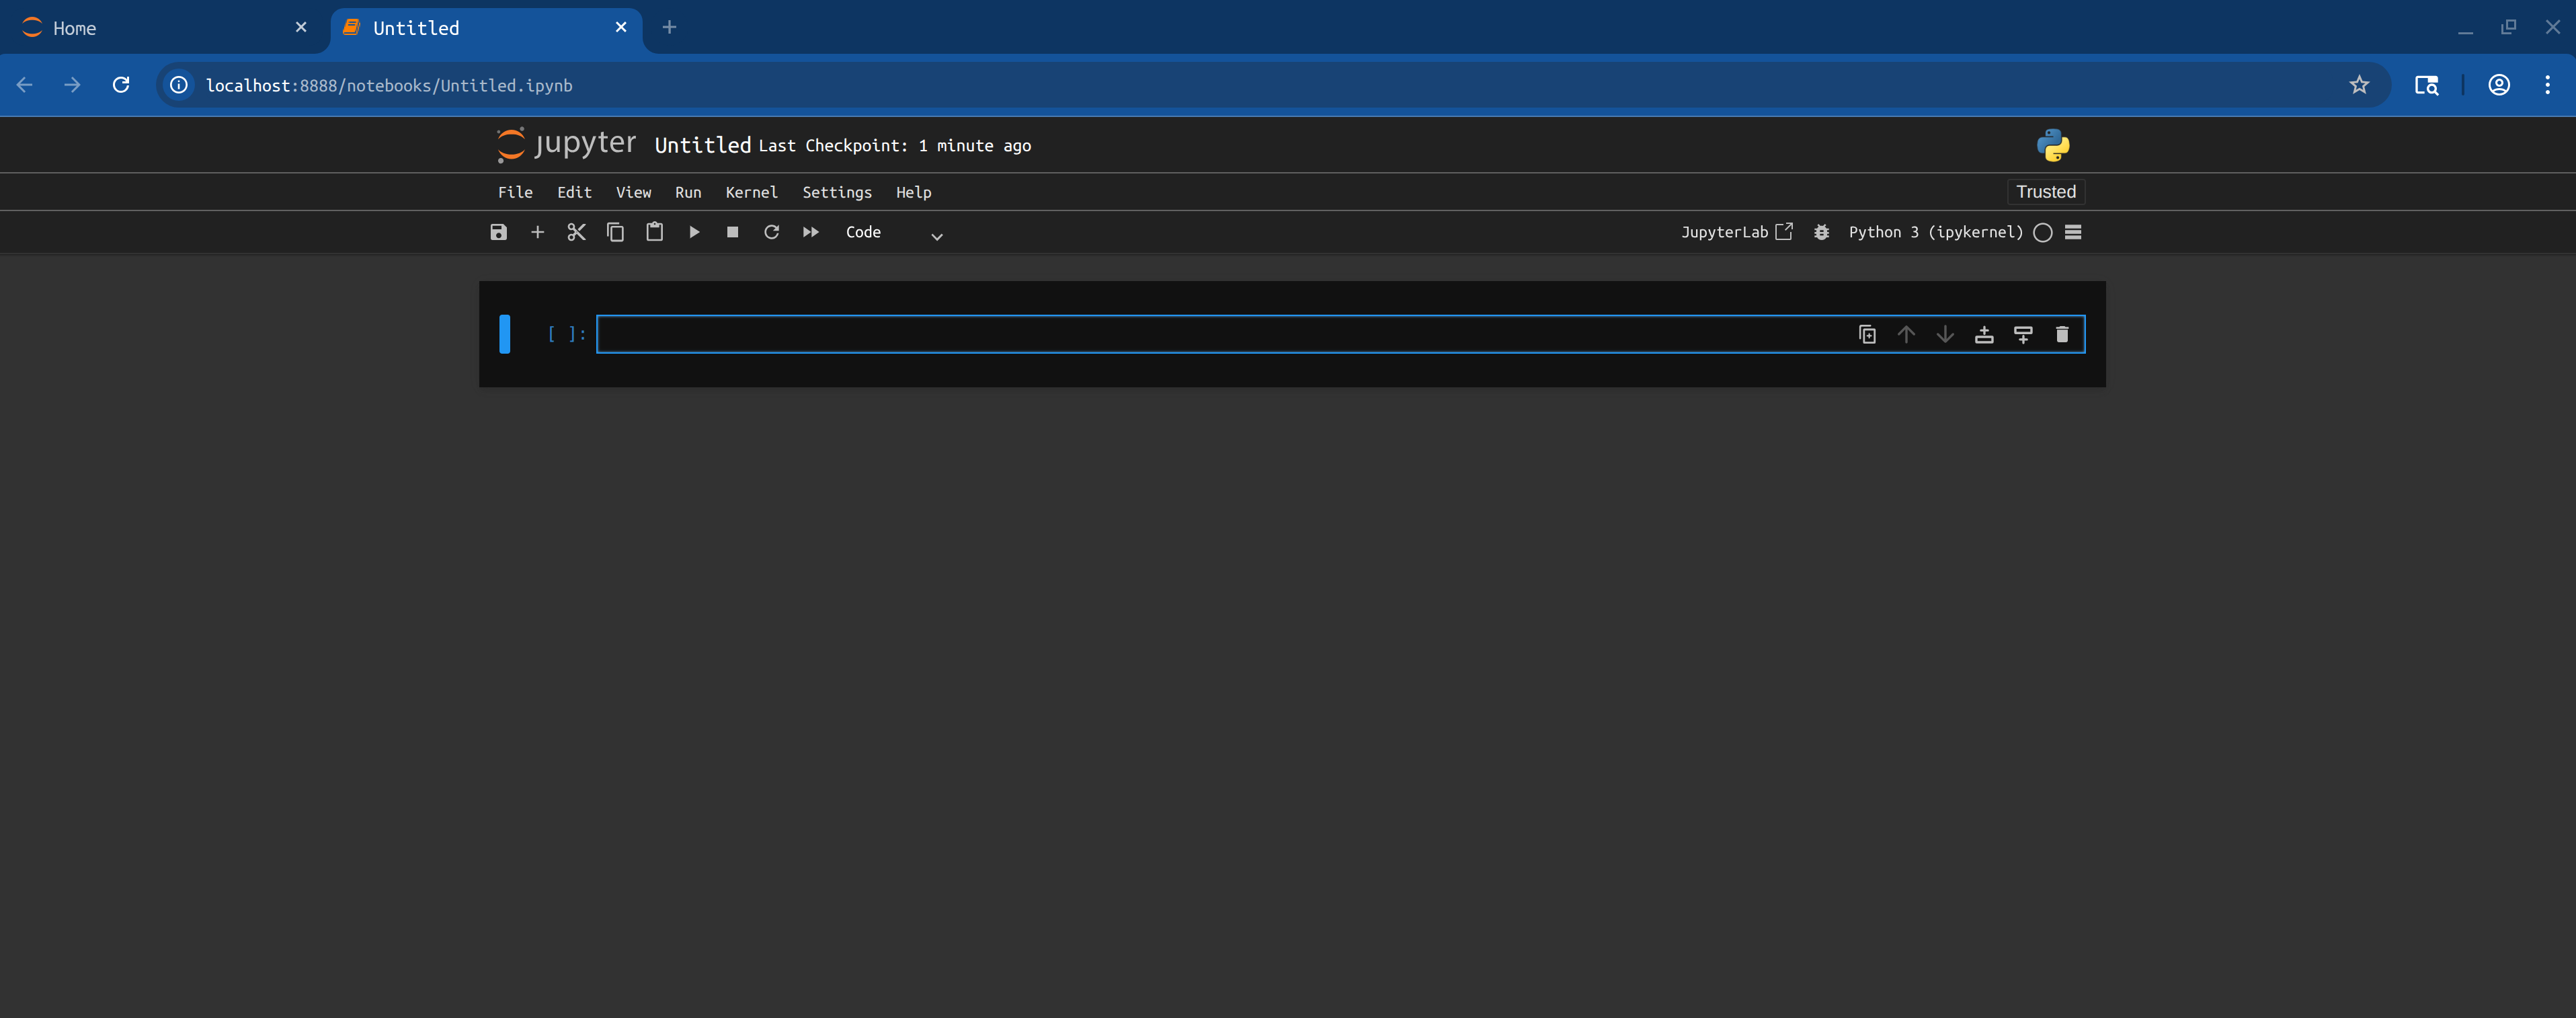 Home
Untitled
localhost:8888/notebooks/Untitled.ipynb
jupyter Untitled Last Checkpoint: 1 minute ago
File Edit View Run Kernel Settings Help
Trusted
Code
JupyterLab
Python 3 (ipykernel)
[ ]: